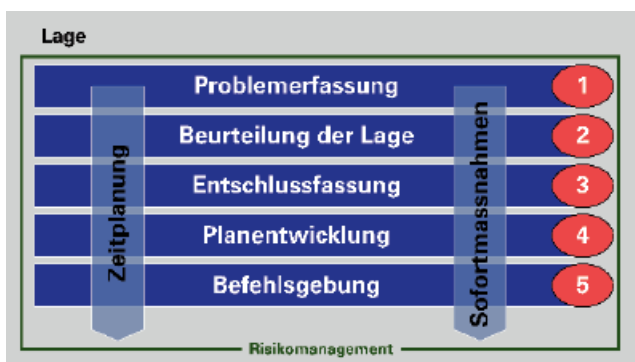 Lage
Problemerfassung 1
Beurteilung der Lage 2
Entschlussfassung 3
Planentwicklung 4
Befehlsgebung 5
Zeitplanung
Sofortmassnahmen
Risikomanagement